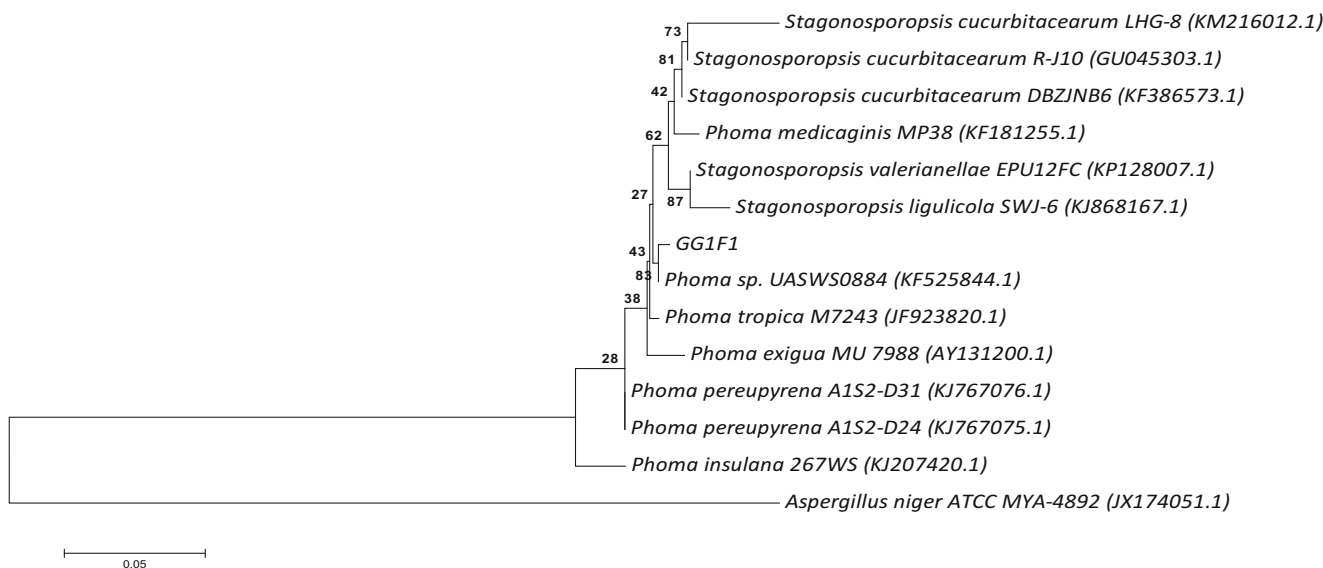 Stagonosporopsis cucurbitacearum LHG-8 (KM216012.1)
73
Stagonosporopsis cucurbitacearum R-J10 (GU045303.1)
81
Stagonosporopsis cucurbitacearum DBZJNB6 (KF386573.1)
42
Phoma medicaginis MP38 (KF181255.1)
62
Stagonosporopsis valerianellae EPU12FC (KP128007.1)
87
Stagonosporopsis ligulicola SWJ-6 (KJ868167.1)
27
GG1F1
43
83
Phoma sp. UASWS0884 (KF525844.1)
38
Phoma tropica M7243 (JF923820.1)
Phoma exigua MU 7988 (AY131200.1)
28
Phoma pereupyrena A1S2-D31 (KJ767076.1)
Phoma pereupyrena A1S2-D24 (KJ767075.1)
Phoma insulana 267WS (KJ207420.1)
Aspergillus niger ATCC MYA-4892 (JX174051.1)
0.05